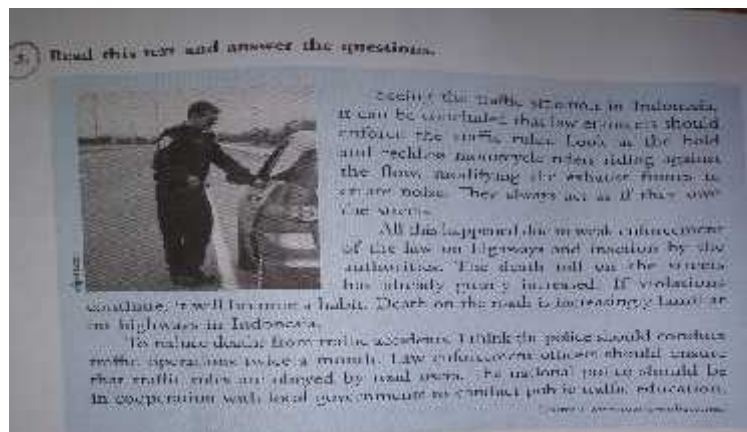 3. Read this text and answer the questions.
Seeing the traffic situation in Indonesia,
it can be concluded that law enforcers should
enforce the traffic rules. Look at the bold
and reckless motorcycle riders riding against
the flow, modifying the exhaust to
create noise. They always act as if they own
the streets.
All this happened due to weak enforcement
of the law on highways and inaction by the
authorities. The death toll on the streets
has already greatly increased. If violations
continue, it will become a habit. Death on the roads is increasingly familiar
on highways in Indonesia.
To reduce deaths from traffic accidents, I think the police should conduct
traffic operations twice a month. Law enforcement officers should ensure
that traffic rules are obeyed by road users. The national police should be
in cooperation with local governments to conduct public traffic education.